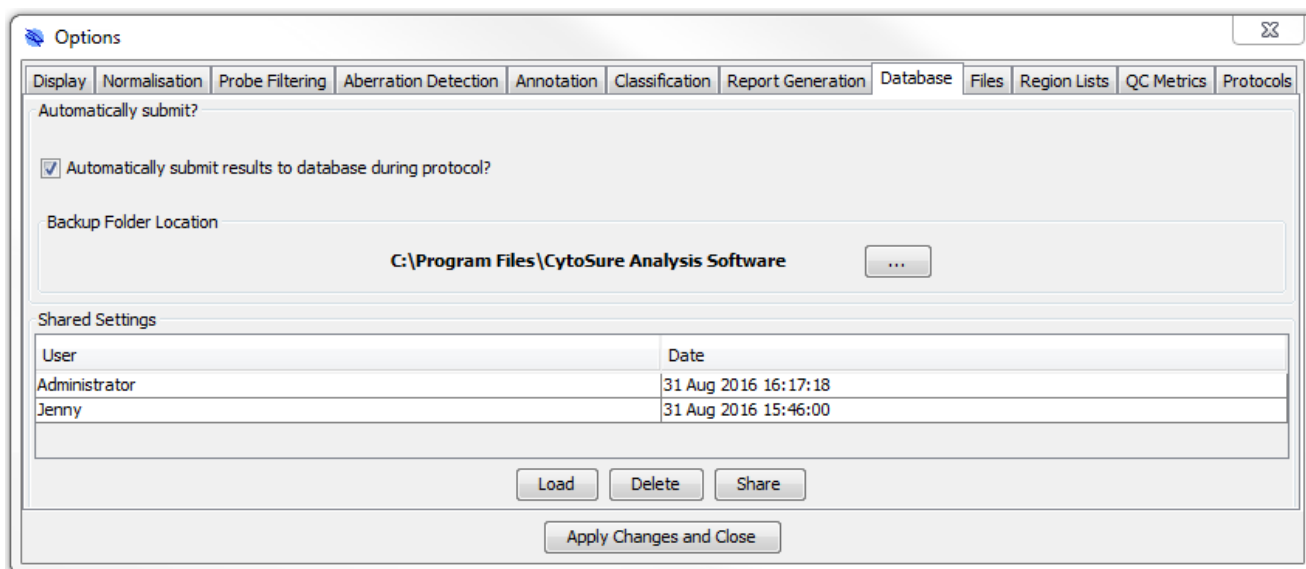 Options
Display Normalisation Probe Filtering Aberration Detection Annotation Classification Report Generation Database Files Region Lists QC Metrics Protocols
Automatically submit?
Automatically submit results to database during protocol?
Backup Folder Location
C:\Program Files\CytoSure Analysis Software ...
Shared Settings
User Date
Administrator 31 Aug 2016 16:17:18
Jenny 31 Aug 2016 15:46:00
Load Delete Share
Apply Changes and Close